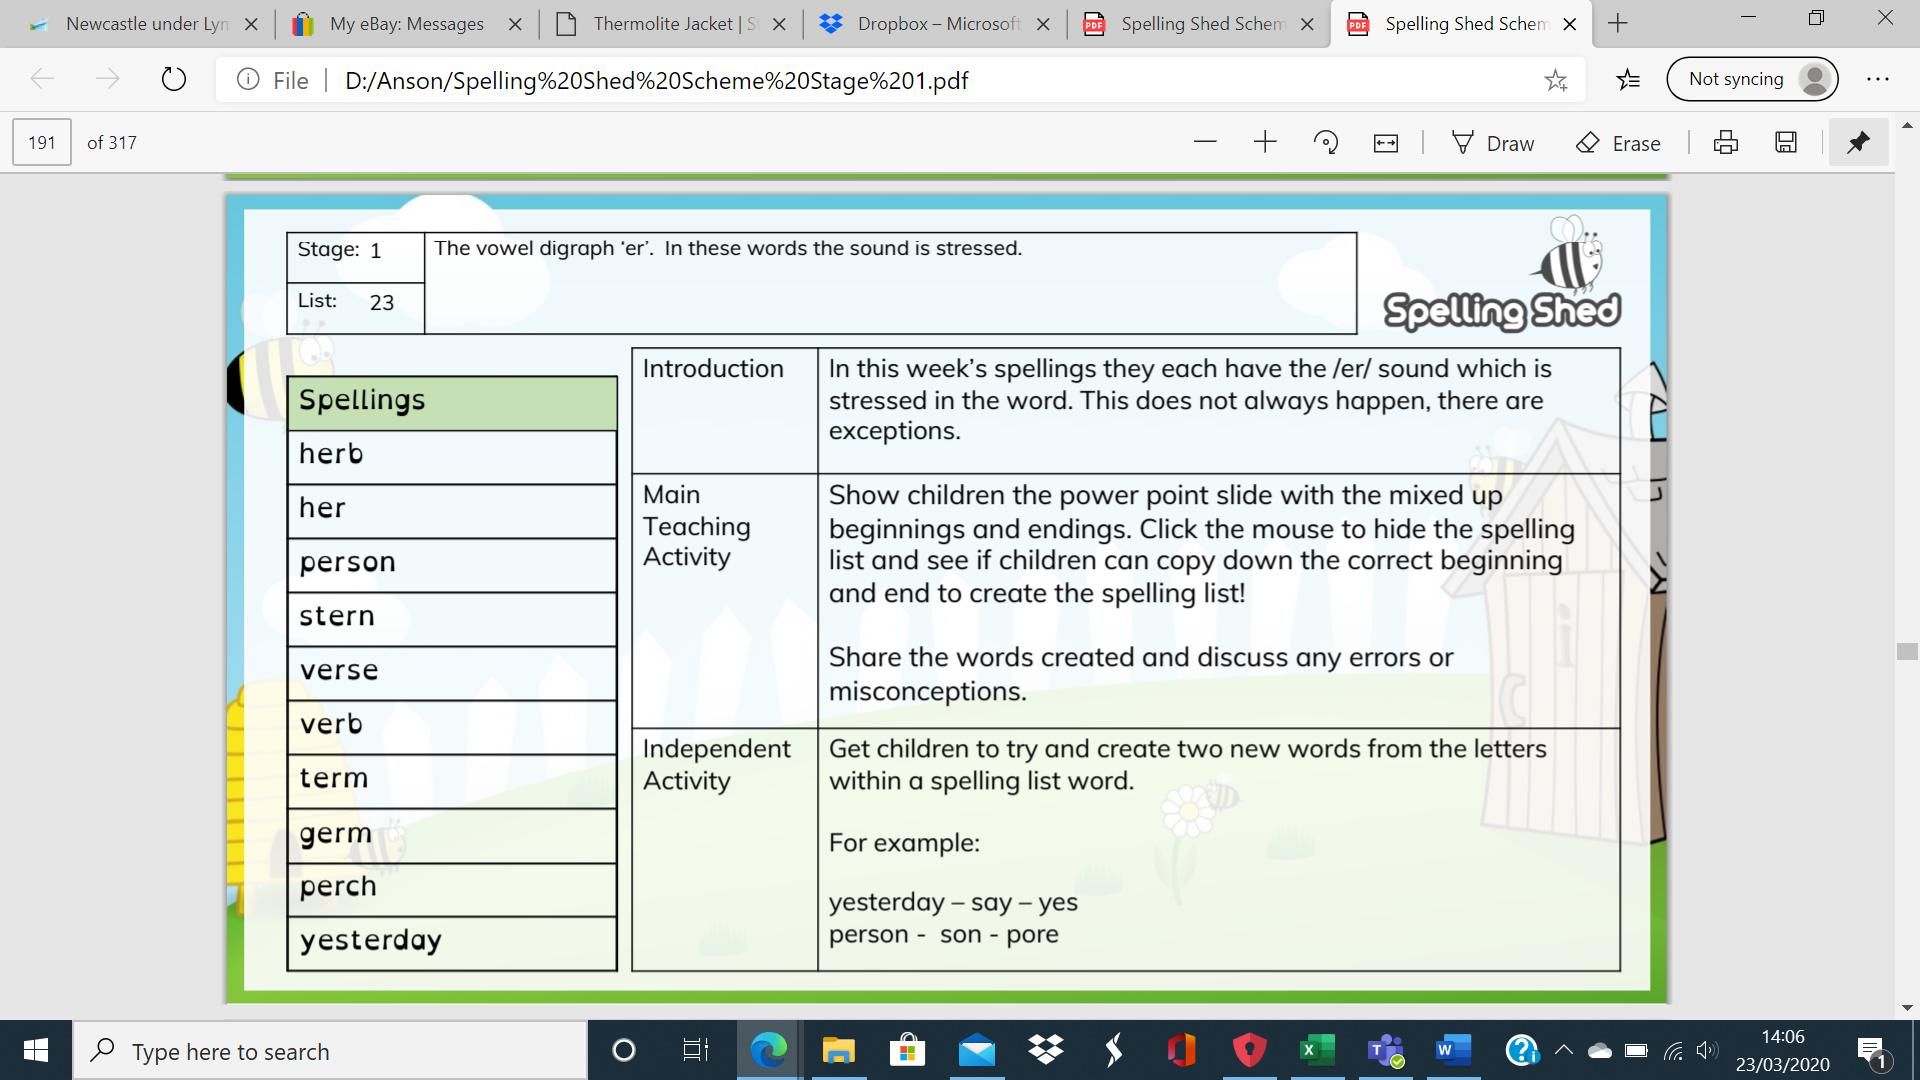 Newcastle under Lyn
My eBay: Messages
Thermolite Jacket | S
Dropbox – Microsoft
PDF
Spelling Shed Schem
PDF
Spelling Shed Schem
File
D:/Anson/Spelling%20Shed%20Scheme%20Stage%201.pdf
Not syncing
191
of 317
Draw
Erase
Stage: 1
The vowel digraph ‘er’. In these words the sound is stressed.
List: 23
Spelling Shed
Spellings
herb
her
person
stern
verse
verb
term
germ
perch
yesterday
Introduction
In this week’s spellings they each have the /er/ sound which is
stressed in the word. This does not always happen, there are
exceptions.
Main
Teaching
Activity
Show children the power point slide with the mixed up
beginnings and endings. Click the mouse to hide the spelling
list and see if children can copy down the correct beginning
and end to create the spelling list!
Share the words created and discuss any errors or
misconceptions.
Independent
Activity
Get children to try and create two new words from the letters
within a spelling list word.
For example:
yesterday – say – yes
person - son - pore
Type here to search
14:06
23/03/2020
1